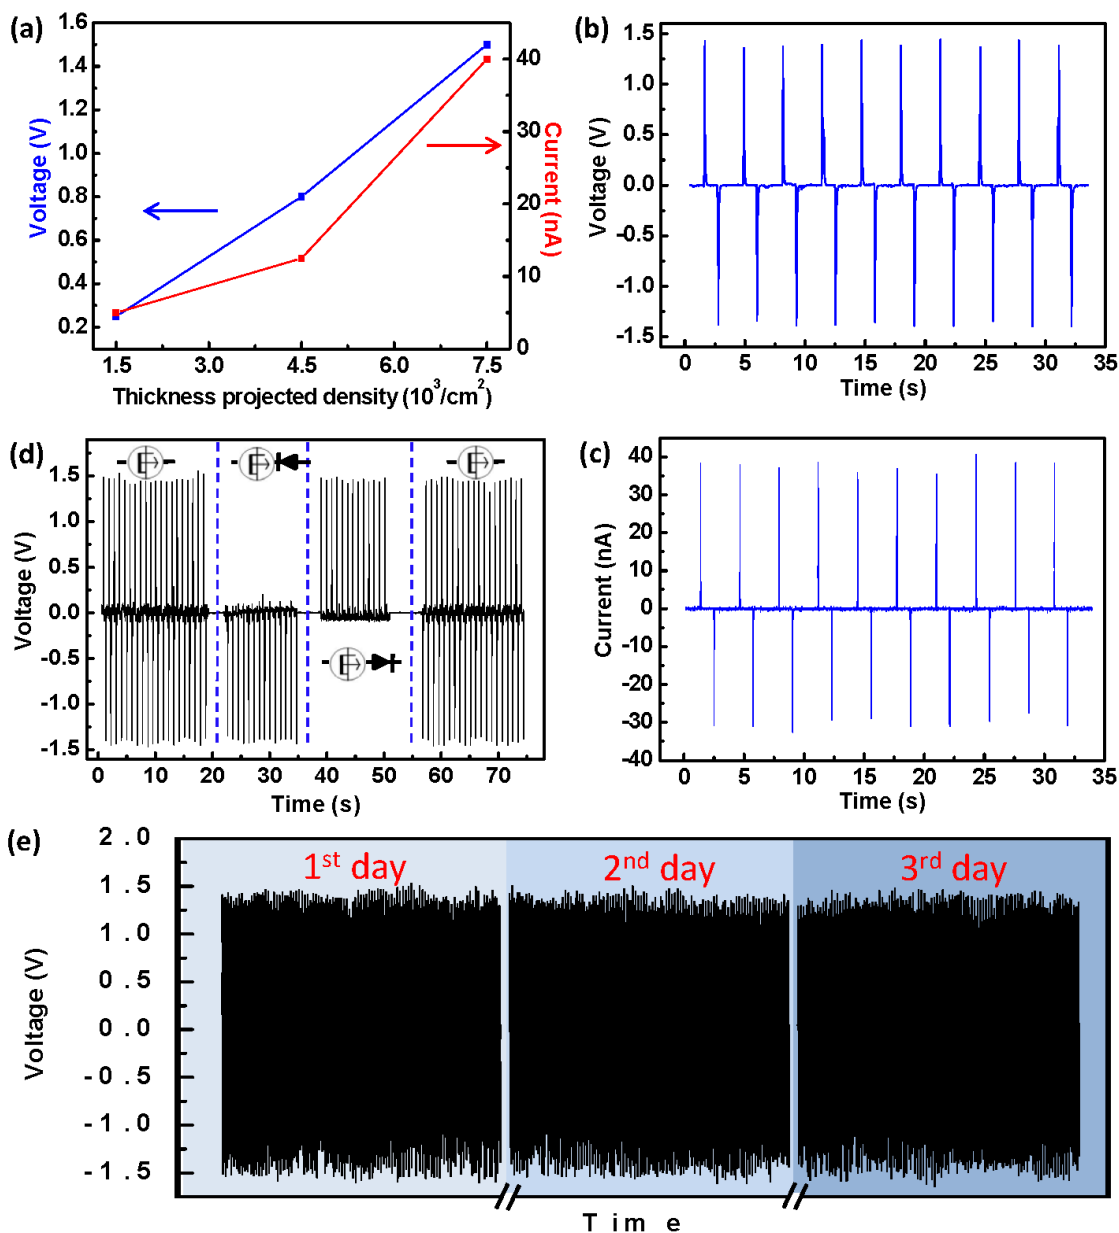 (a)
1.6
1.4
1.2
1.0
0.8
0.6
0.4
0.2
Voltage (V)
40
30
20
10
0
Current (nA)
1.5 3.0 4.5 6.0 7.5
Thickness projected density (10³/cm²)
(b)
1.5
1.0
0.5
0.0
-0.5
-1.0
-1.5
Voltage (V)
0 5 10 15 20 25 30 35
Time (s)
(d)
1.5
1.0
0.5
0.0
-0.5
-1.0
-1.5
Voltage (V)
0 10 20 30 40 50 60 70
Time (s)
(c)
40
30
20
10
0
-10
-20
-30
-40
Current (nA)
0 5 10 15 20 25 30 35
Time (s)
(e)
2.0
1.5
1.0
0.5
0.0
-0.5
-1.0
-1.5
Voltage (V)
1st day 2nd day 3rd day
Time